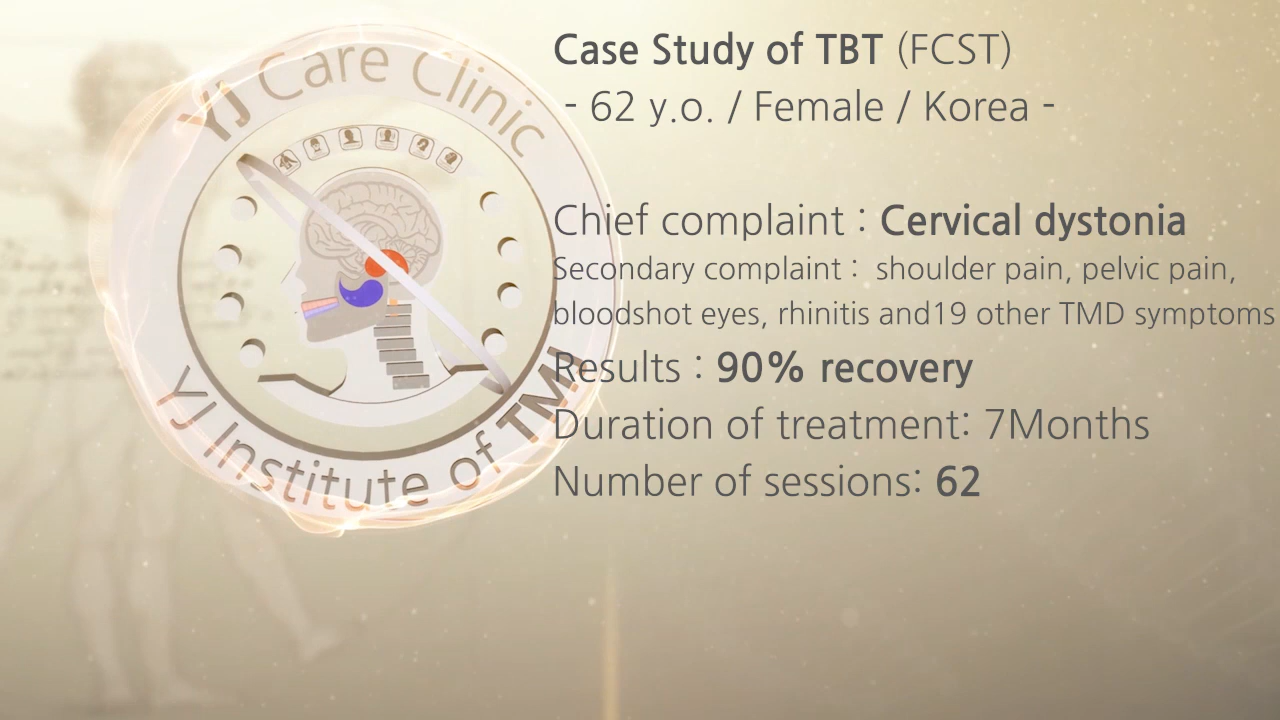 YJ Care Clinic
YJ Institute of TMJ
Case Study of TBT (FCST)
- 62 y.o. / Female / Korea -
Chief complaint : Cervical dystonia
Secondary complaint : shoulder pain, pelvic pain,
bloodshot eyes, rhinitis and19 other TMD symptoms
Results : 90% recovery
Duration of treatment: 7Months
Number of sessions: 62